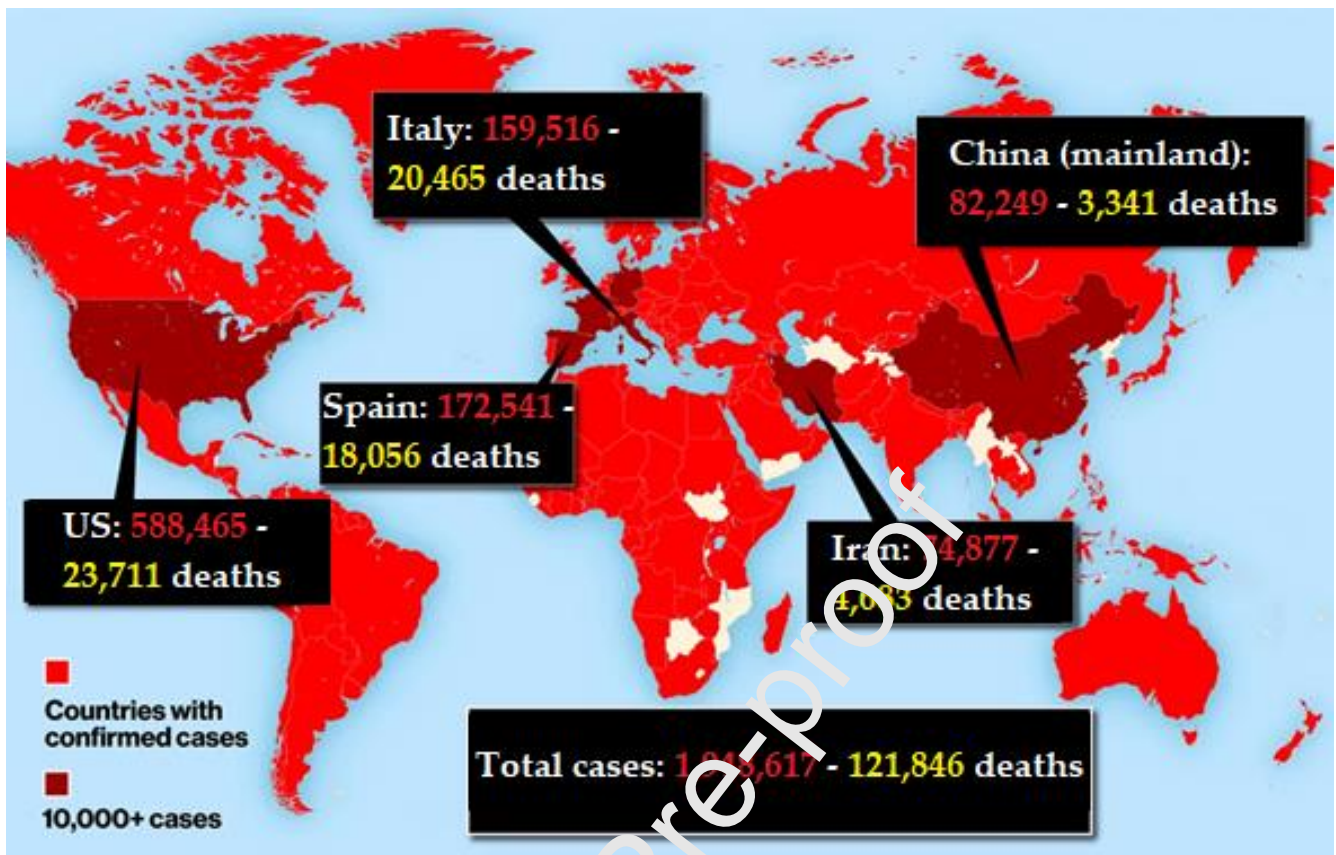 Italy: 159,516 -
20,465 deaths
China (mainland):
82,249 - 3,341 deaths
Spain: 172,541 -
18,056 deaths
US: 588,465 -
23,711 deaths
Iran: -
deaths
Countries with
confirmed cases
10,000+ cases
Total cases: - 121,846 deaths
Pre-proof